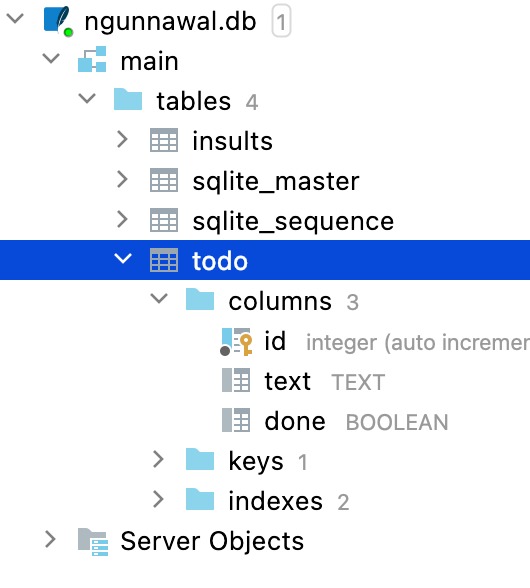 ngunnawal.db 1
main
tables 4
insults
sqlite_master
sqlite_sequence
todo
columns 3
id integer (auto incremen
text TEXT
done BOOLEAN
keys 1
indexes 2
Server Objects